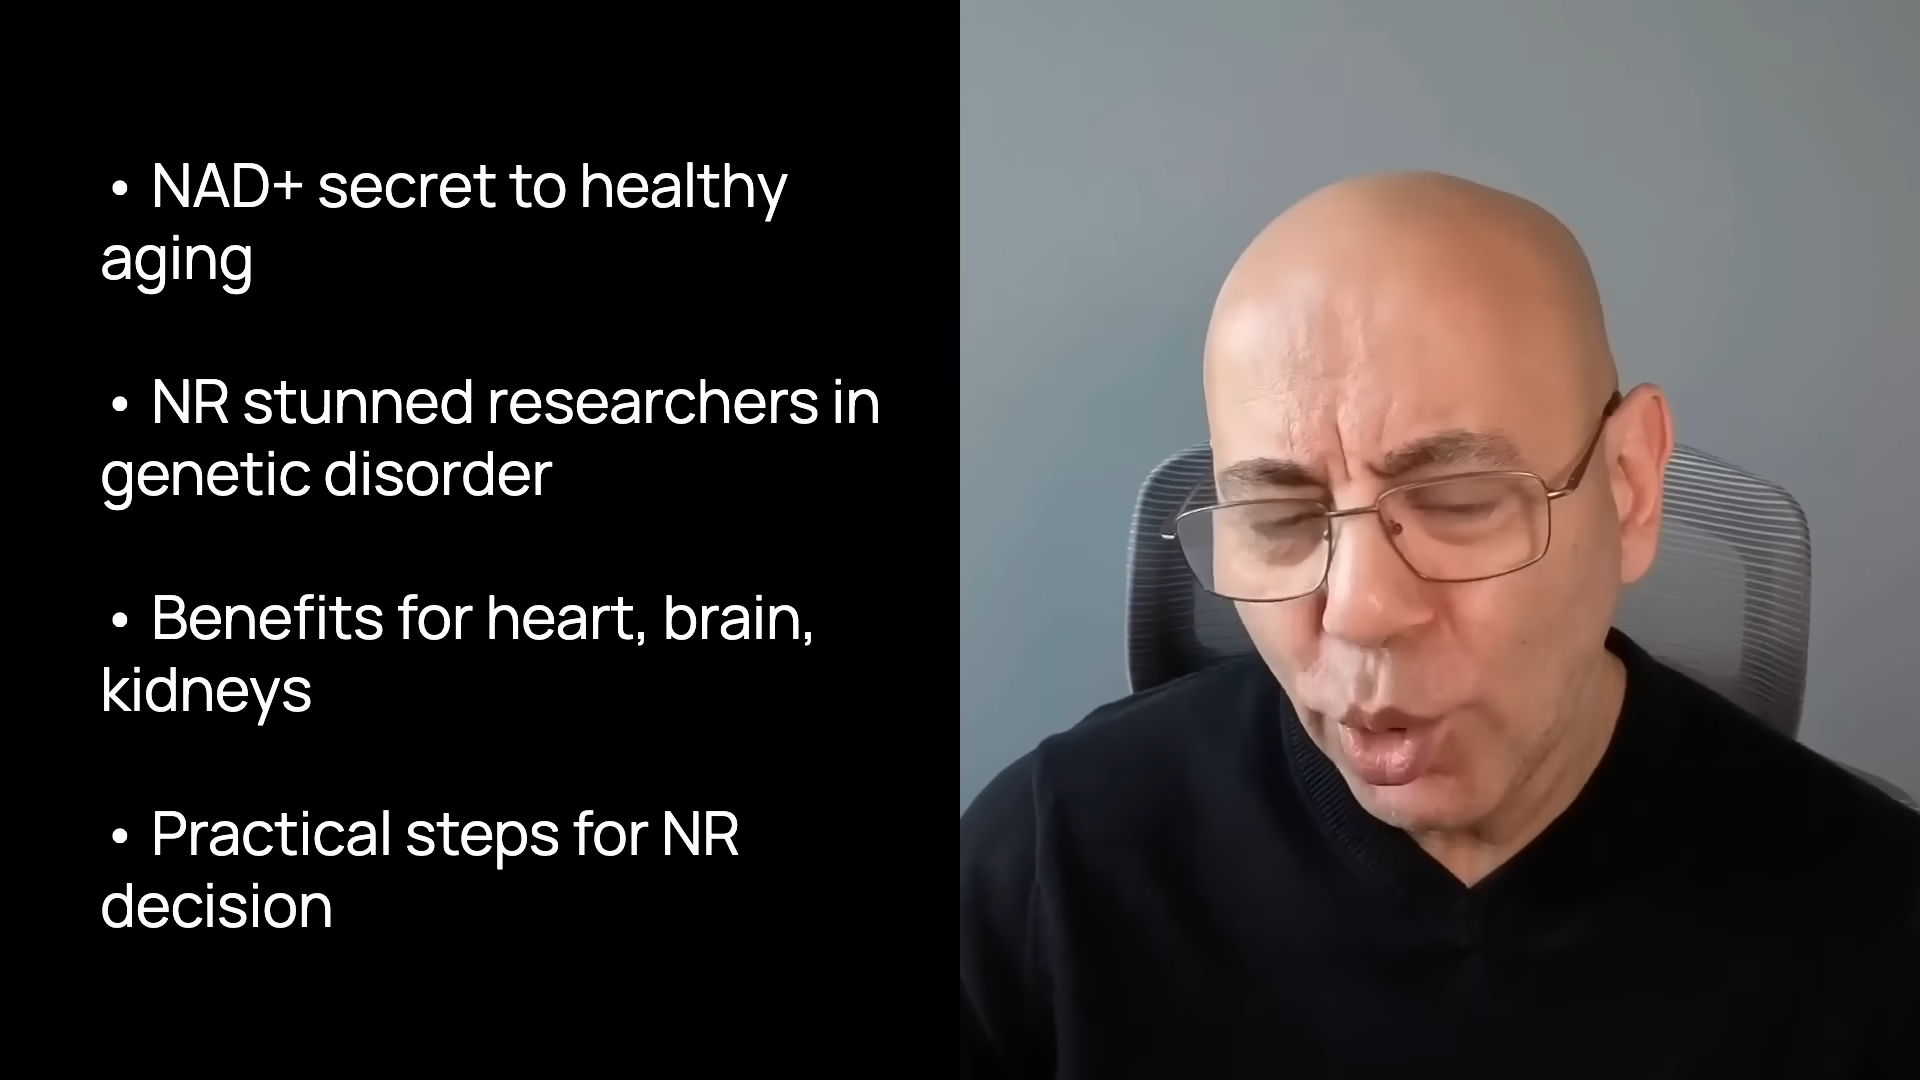 • NAD+ secret to healthy
aging
• NR stunned researchers in
genetic disorder
• Benefits for heart, brain,
kidneys
• Practical steps for NR
decision